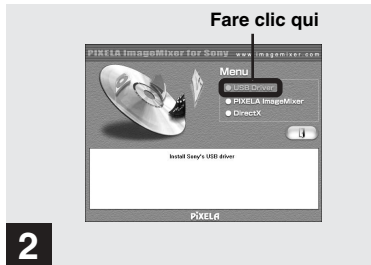 Fare clic qui
PIXELA ImageMixer for Sony www.imagemixer.com
Menu
USB Driver
PIXELA ImageMixer
DirectX
Install Sony's USB driver
PIXELA
2